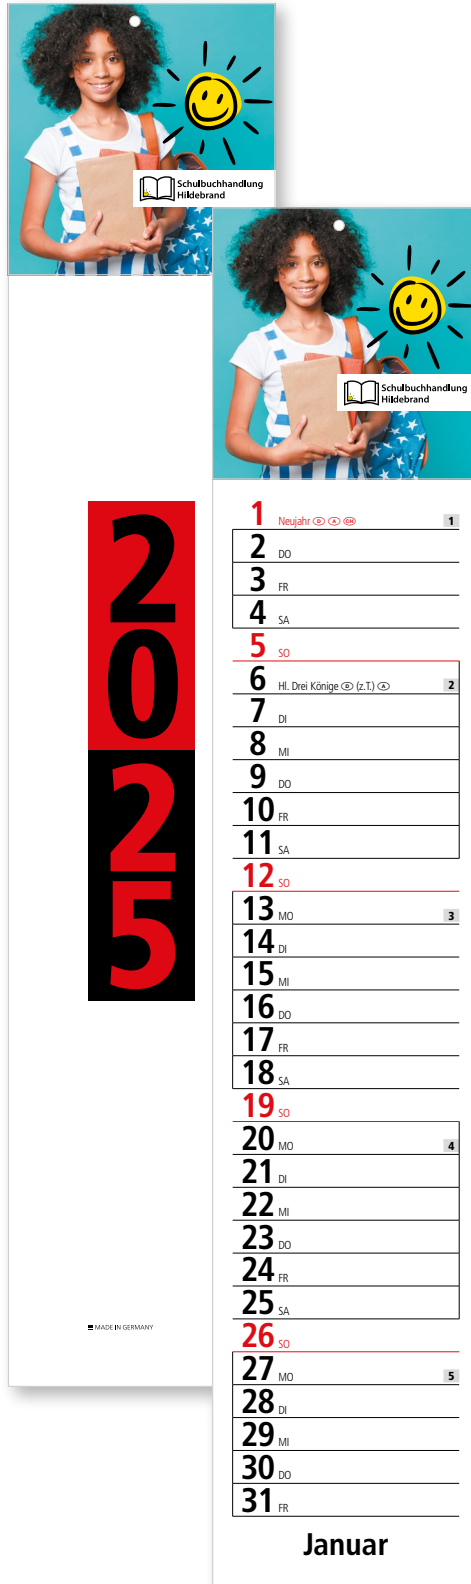 Schulbuchhandlung
Hildebrand
2
0
2
5
MADE IN GERMANY
Schulbuchhandlung
Hildebrand
1 Neujahr D A CH 1
2 DO
3 FR
4 SA
5 SO
6 Hl. Drei Könige D (z.T.) A 2
7 DI
8 MI
9 DO
10 FR
11 SA
12 SO
13 MO 3
14 DI
15 MI
16 DO
17 FR
18 SA
19 SO
20 MO 4
21 DI
22 MI
23 DO
24 FR
25 SA
26 SO
27 MO 5
28 DI
29 MI
30 DO
31 FR
Januar